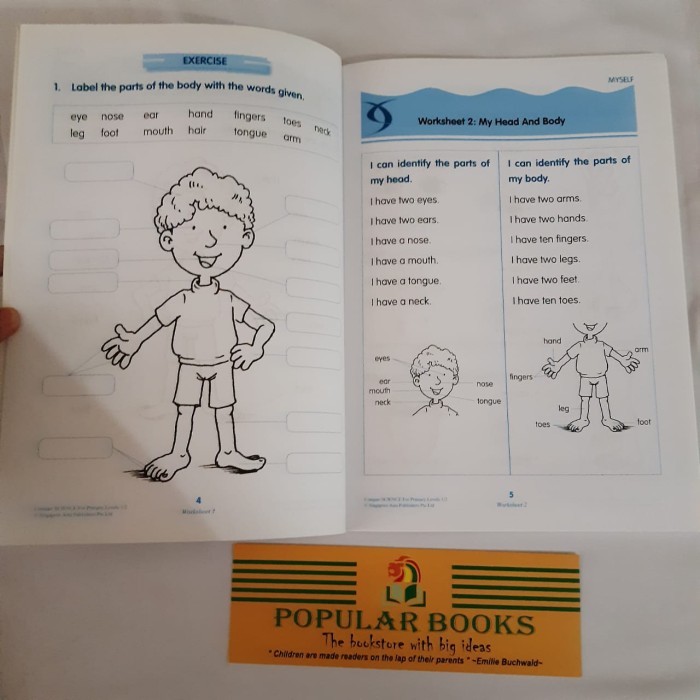 EXERCISE
1. Label the parts of the body with the words given.
eye nose ear hand fingers toes neck
leg foot mouth hair tongue arm
4
Worksheet 1
MYSELF
Worksheet 2: My Head And Body
I can identify the parts of
my head.
I have two eyes.
I have two ears.
I have a nose.
I have a mouth.
I have a tongue.
I have a neck.
I can identify the parts of
my body.
I have two arms.
I have two hands.
I have ten fingers.
I have two legs.
I have two feet.
I have ten toes.
eyes
ear
mouth
neck
nose
tongue
hand
arm
fingers
leg
toes
foot
5
Worksheet 2
POPULAR BOOKS
The bookstore with big ideas
" Children are made readers on the lap of their parents " ~Emilie Buchwald~